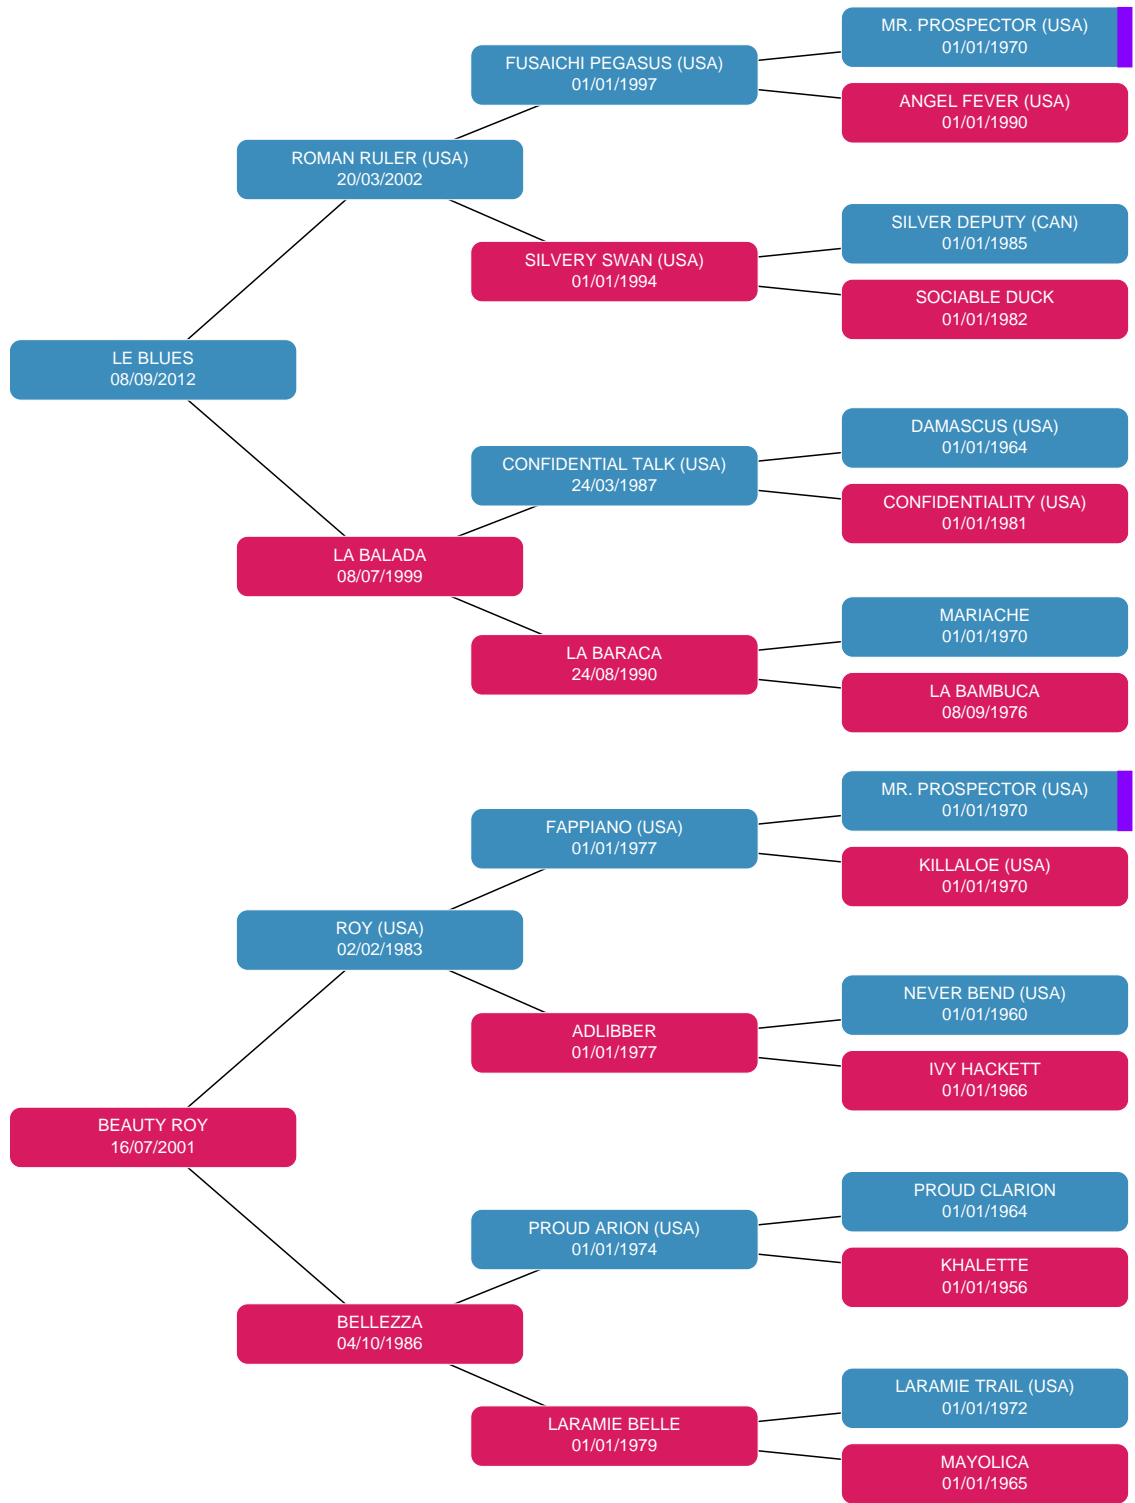 MR. PROSPECTOR (USA)
01/01/1970
FUSAICHI PEGASUS (USA)
01/01/1997
ANGEL FEVER (USA)
01/01/1990
ROMAN RULER (USA)
20/03/2002
SILVER DEPUTY (CAN)
01/01/1985
SILVERY SWAN (USA)
01/01/1994
SOCIABLE DUCK
01/01/1982
LE BLUES
08/09/2012
DAMASCUS (USA)
01/01/1964
CONFIDENTIAL TALK (USA)
24/03/1987
CONFIDENTIALITY (USA)
01/01/1981
LA BALADA
08/07/1999
MARIACHE
01/01/1970
LA BARACA
24/08/1990
LA BAMBUCA
08/09/1976
MR. PROSPECTOR (USA)
01/01/1970
FAPPIANO (USA)
01/01/1977
KILLALOE (USA)
01/01/1970
ROY (USA)
02/02/1983
NEVER BEND (USA)
01/01/1960
ADLIBBER
01/01/1977
IVY HACKETT
01/01/1966
BEAUTY ROY
16/07/2001
PROUD CLARION
01/01/1964
PROUD ARION (USA)
01/01/1974
KHALETTE
01/01/1956
BELLEZZA
04/10/1986
LARAMIE TRAIL (USA)
01/01/1972
LARAMIE BELLE
01/01/1979
MAYOLICA
01/01/1965